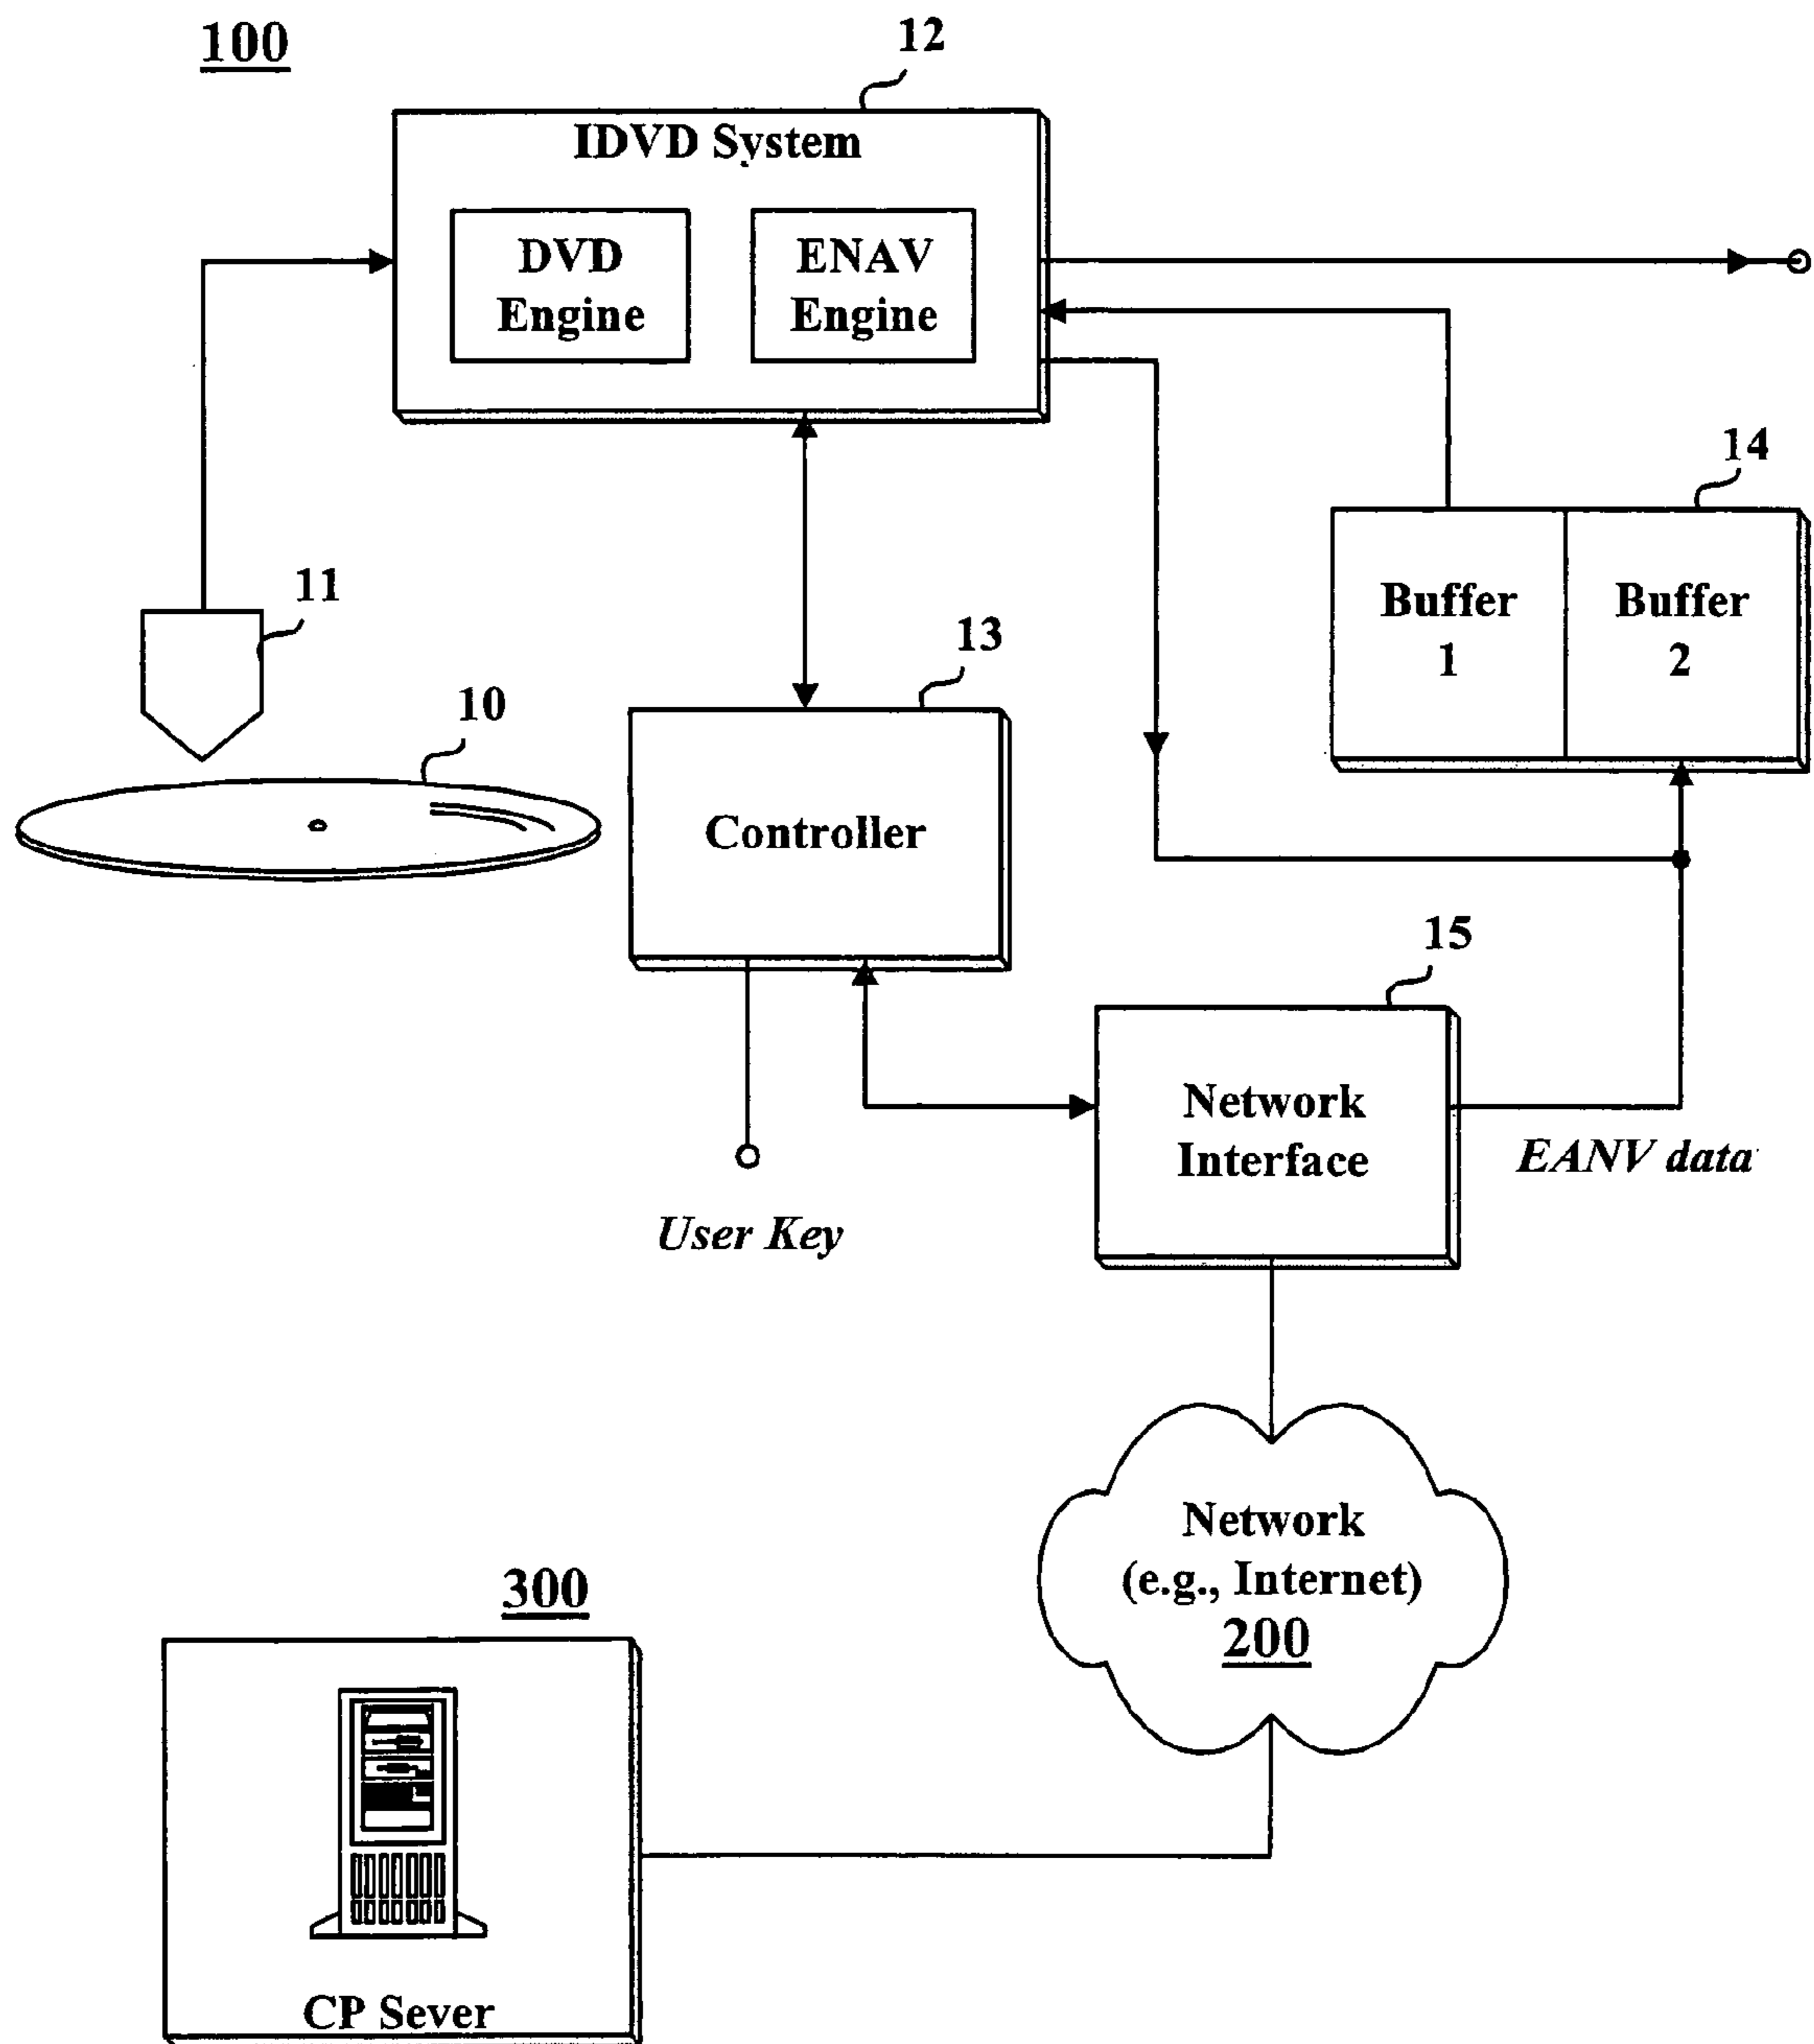 100
12
IDVD System
DVD
Engine
ENAV
Engine
14
Buffer
1
Buffer
2
11
13
10
Controller
15
Network
Interface
EANV data
User Key
Network
(e.g., Internet)
200
300
CP Sever